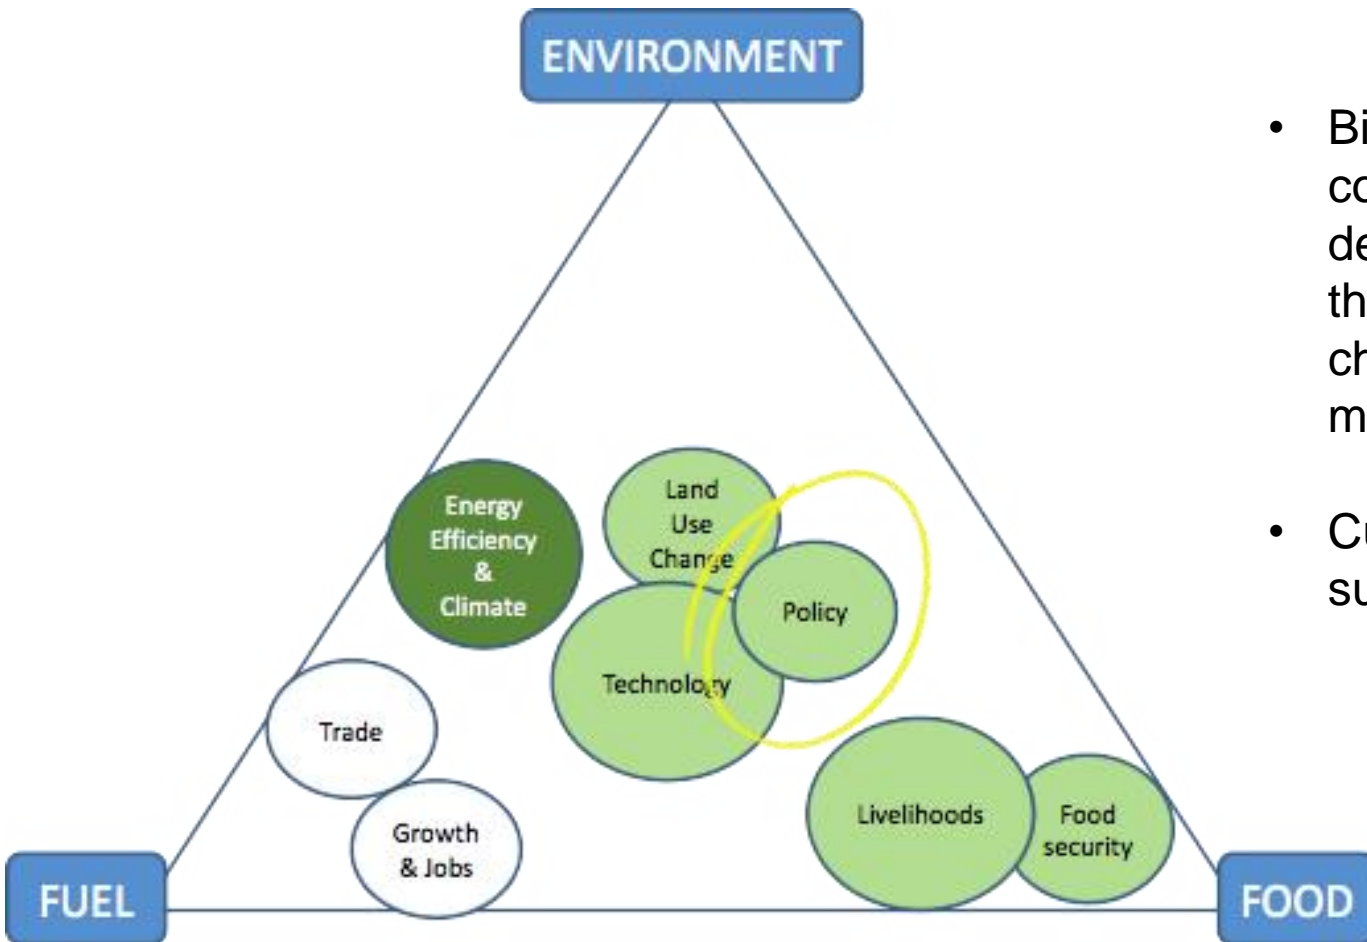 ENVIRONMENT
• Bi
co
de
th
ch
m
Energy
Efficiency
&
Climate
Land
Use
Change
• Cu
su
Policy
Technology
Trade
Livelihoods
Food
security
Growth
& Jobs
FUEL
FOOD